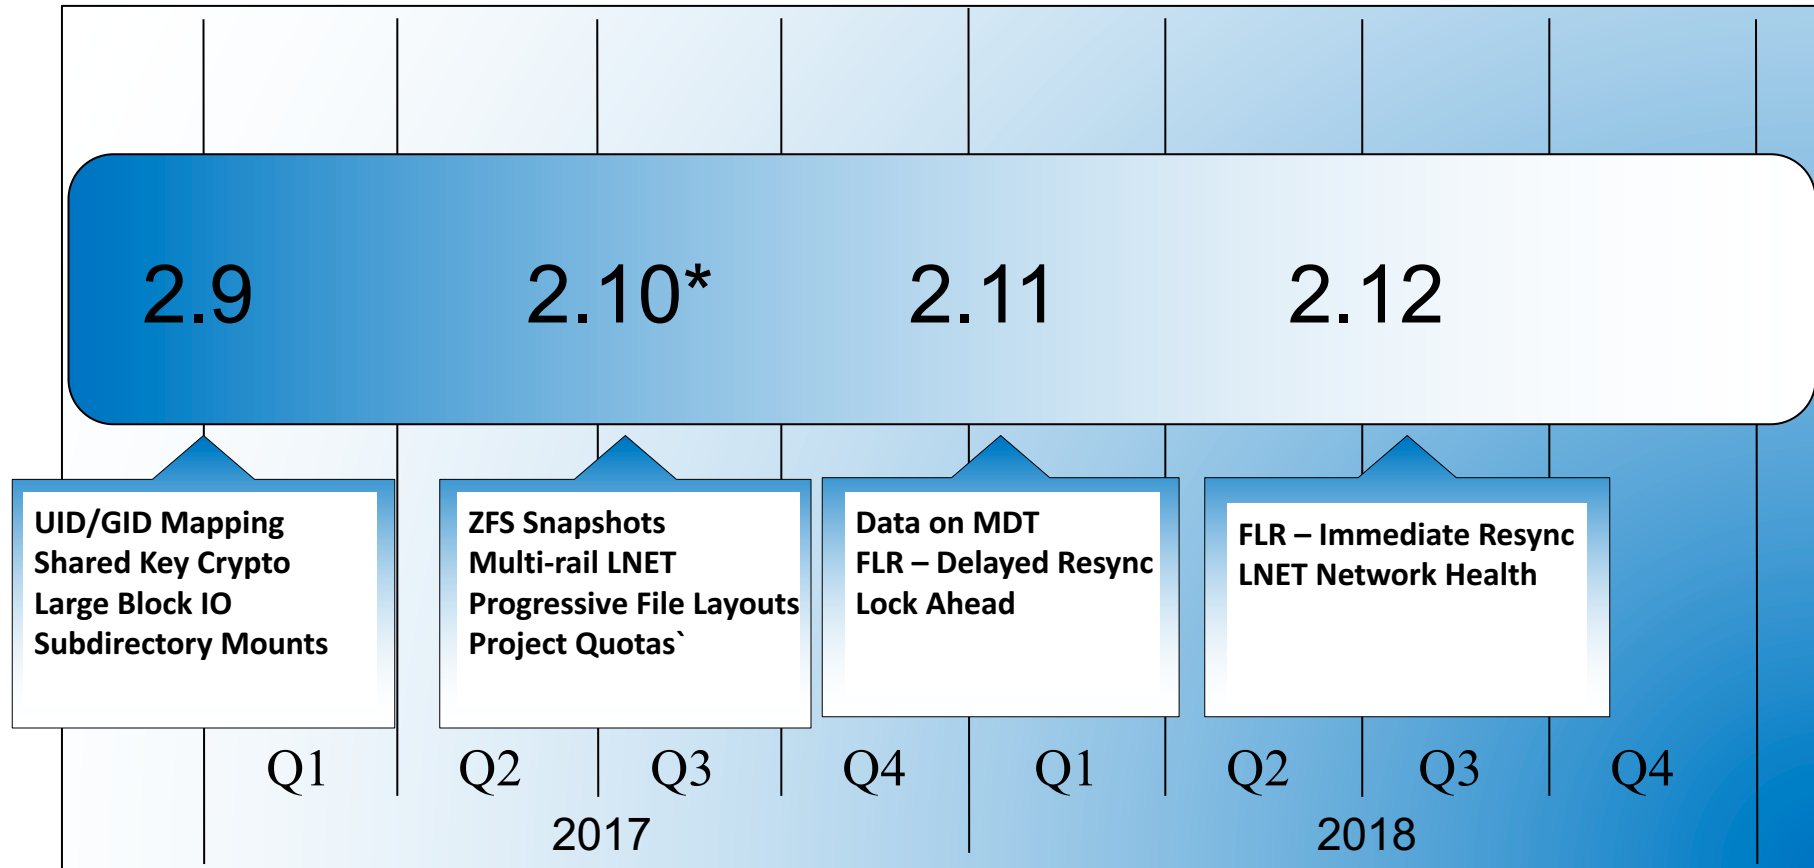 2.9
2.10*
2.11
2.12
UID/GID Mapping
Shared Key Crypto
Large Block IO
Subdirectory Mounts
ZFS Snapshots
Multi-rail LNET
Progressive File Layouts
Project Quotas`
Data on MDT
FLR – Delayed Resync
Lock Ahead
FLR – Immediate Resync
LNET Network Health
Q1 Q2 Q3 Q4 Q1 Q2 Q3 Q4
2017 2018